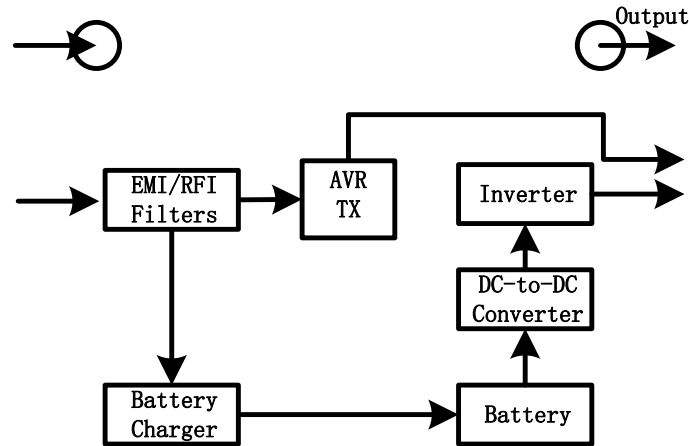 Output
EMI/RFI
Filters
AVR
TX
Inverter
DC-to-DC
Converter
Battery
Charger
Battery